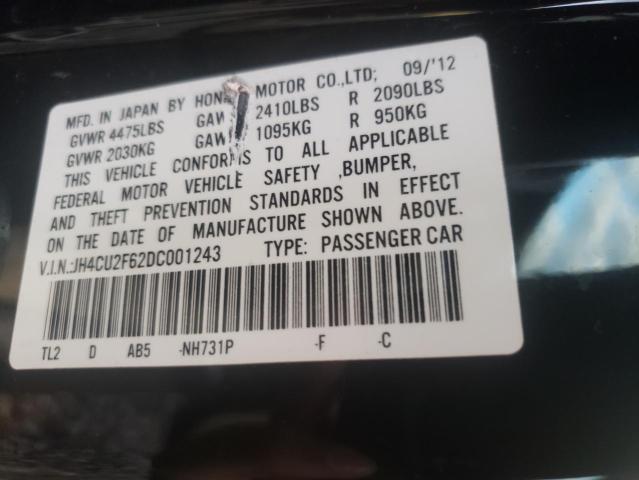 MFD. IN JAPAN BY MOTOR CO.,LTD; 09/'12
GVWR 4475LBS GAW 2410LBS R 2090LBS
GVWR 2030KG GAW 1095KG R 950KG
THIS VEHICLE CONFORMS TO ALL APPLICABLE
FEDERAL MOTOR VEHICLE SAFETY ,BUMPER,
AND THEFT PREVENTION STANDARDS IN EFFECT
ON THE DATE OF MANUFACTURE SHOWN ABOVE.
V.I.N.:JH4CU2F62DC001243 TYPE: PASSENGER CAR
TL2 D AB5 -NH731P -F -C